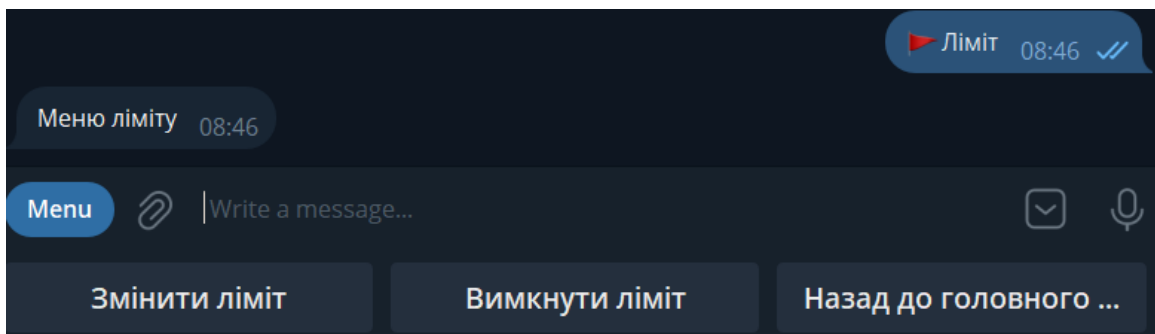 🚩Ліміт 08:46
Меню ліміту 08:46
Menu Write a message...
Змінити ліміт Вимкнути ліміт Назад до головного ...